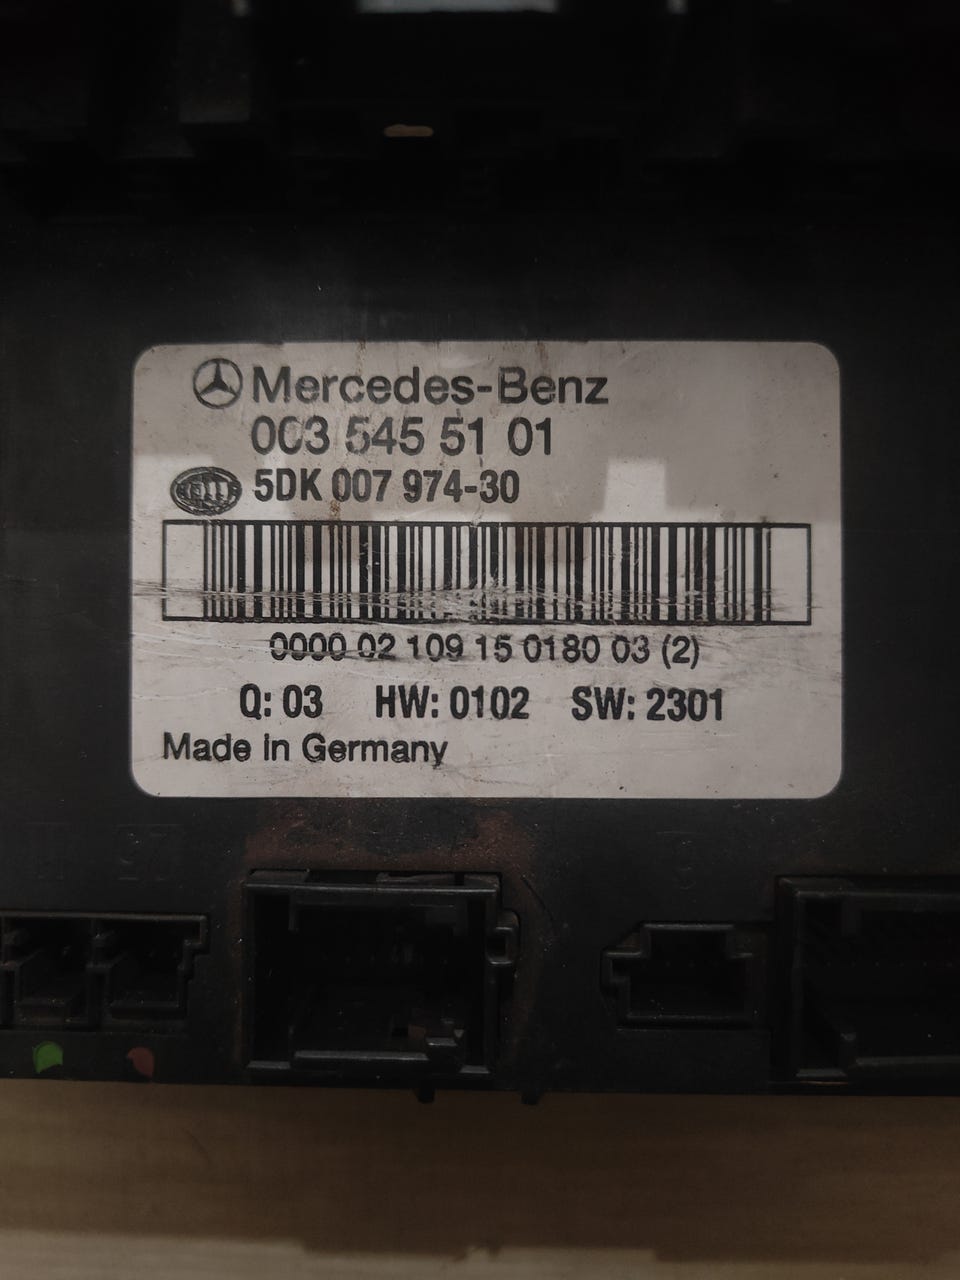 Mercedes-Benz
003 545 51 01
HELLA 5DK 007 974-30
0000 02 109 15 0180 03 (2)
Q: 03 HW: 0102 SW: 2301
Made in Germany